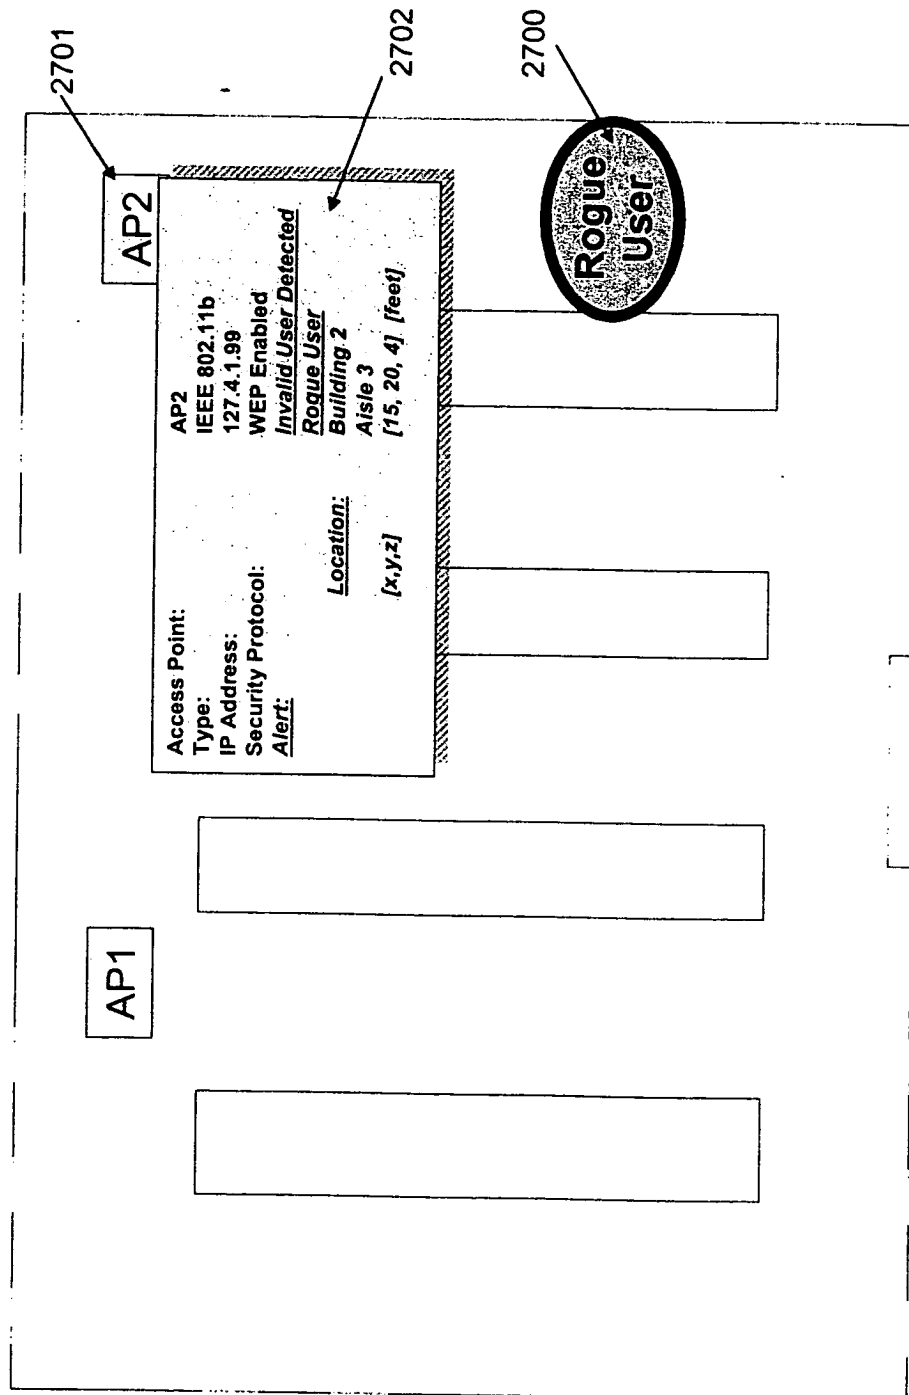 2701
2702
2700
AP1
AP2
Access Point: AP2
Type: IEEE 802.11b
IP Address: 127.4.1.99
Security Protocol: WEP Enabled
Alert: Invalid User Detected
Rogue User
Location: Building 2
Aisle 3
[x,y,z] [15, 20, 4] [feet]
Rogue
User